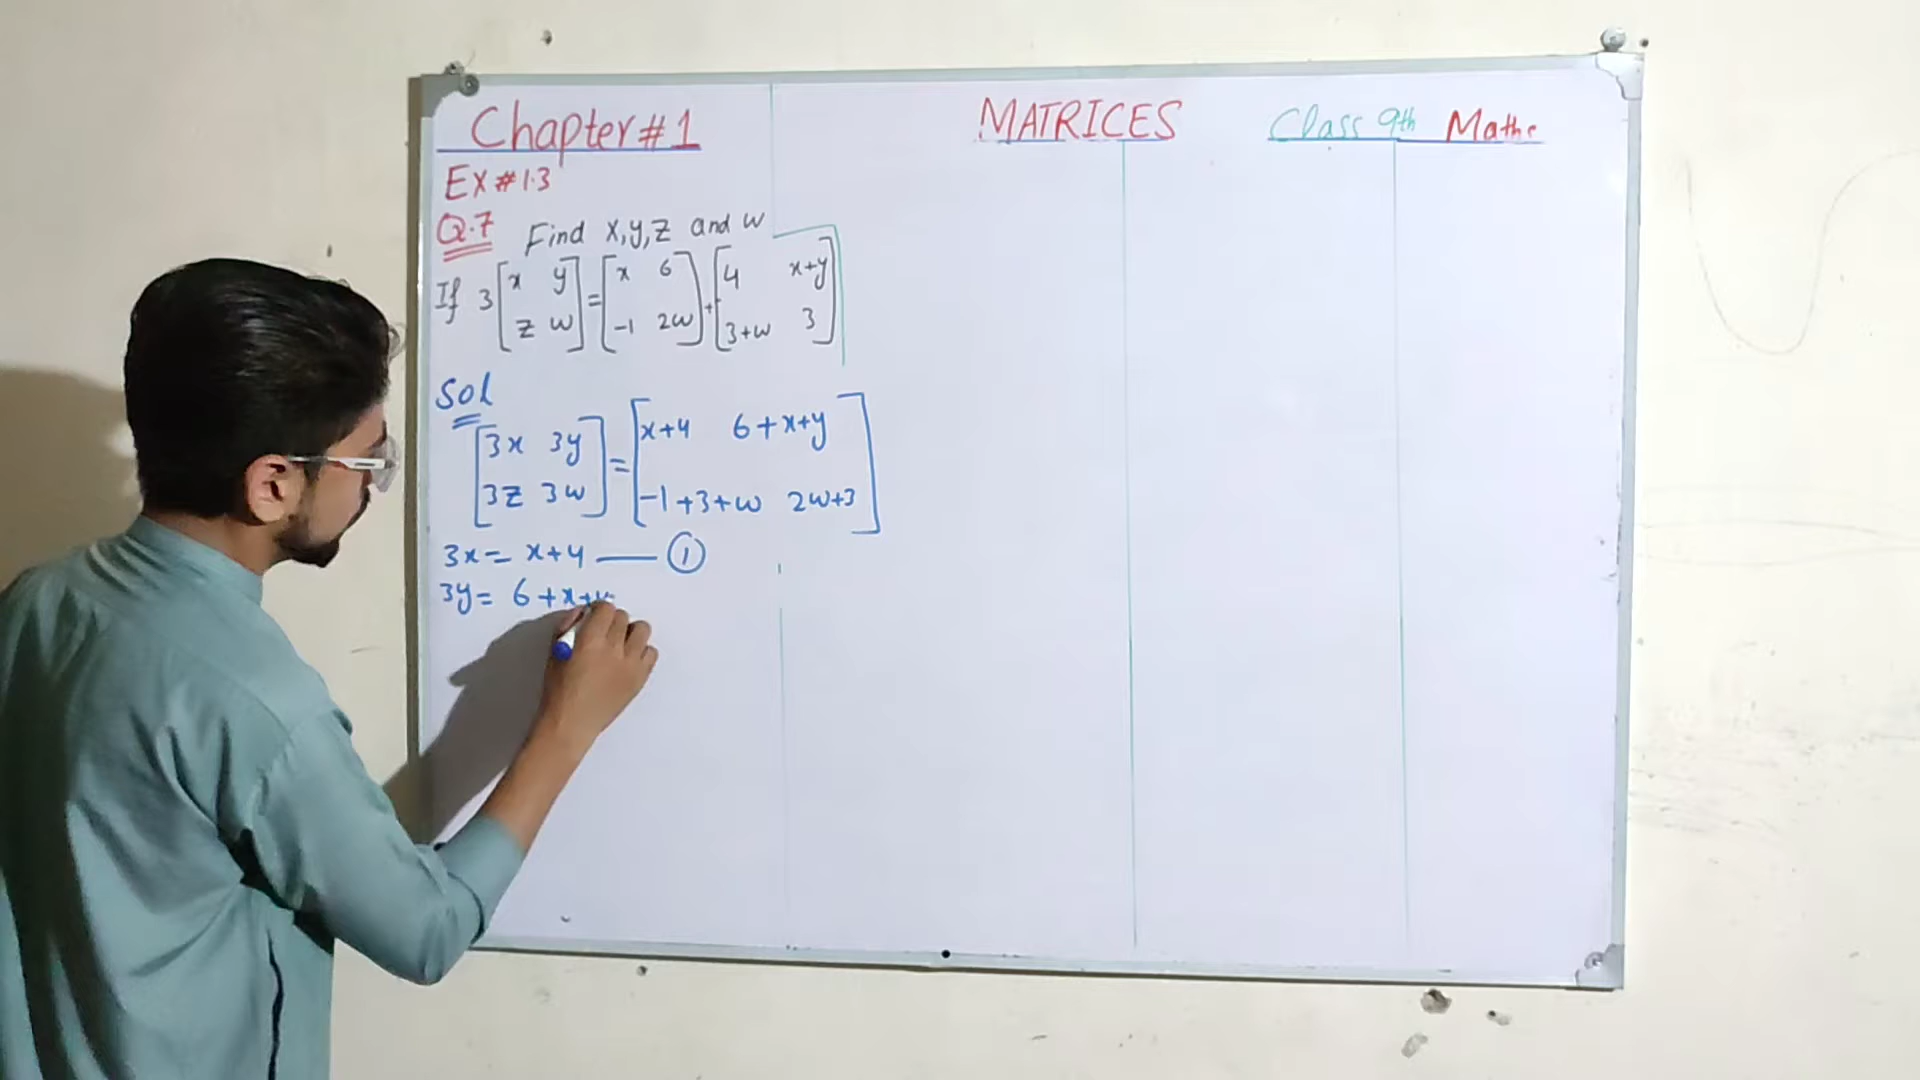 Chapter # 1 MATRICES Class 9th Maths
EX # 1.3
Q.7 Find x,y,z and w
If 3 [x y = [x 6 + [4 x+y
z w] -1 2w] 3+w 3]
Sol
[3x 3y = [x+4 6+x+y
3z 3w] -1+3+w 2w+3]
3x = x+4 —— ①
3y = 6+x+y